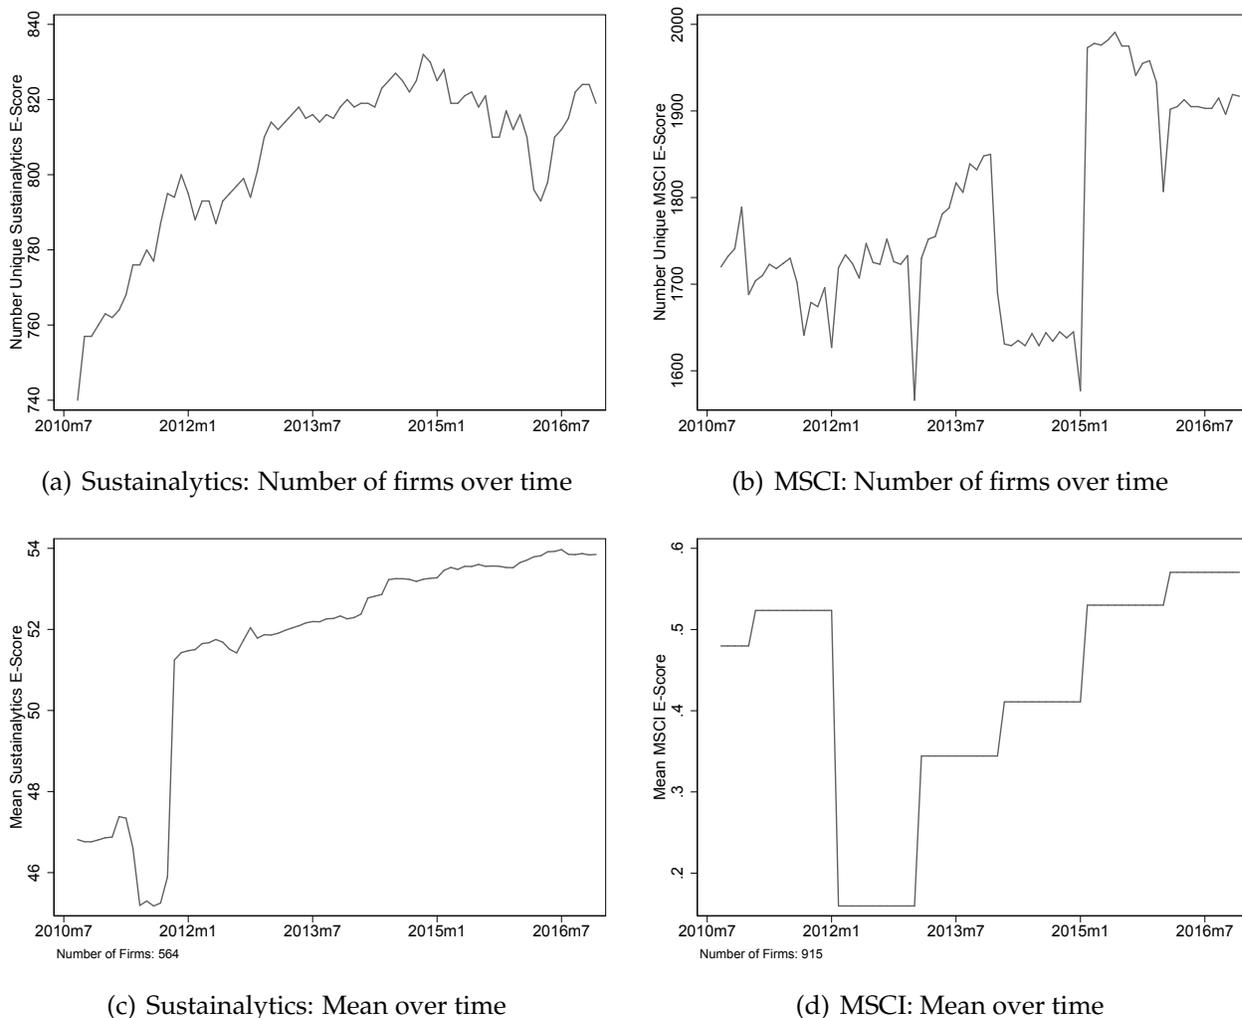 Number Unique Sustainalytics E-Score
840
820
800
780
760
740
2010m7 2012m1 2013m7 2015m1 2016m7
(a) Sustainalytics: Number of firms over time
Number Unique MSCI E-Score
2000
1900
1800
1700
1600
2010m7 2012m1 2013m7 2015m1 2016m7
(b) MSCI: Number of firms over time
Mean Sustainalytics E-Score
54
52
50
48
46
2010m7 2012m1 2013m7 2015m1 2016m7
Number of Firms: 564
(c) Sustainalytics: Mean over time
Mean MSCI E-Score
.6
.5
.4
.3
.2
2010m7 2012m1 2013m7 2015m1 2016m7
Number of Firms: 915
(d) MSCI: Mean over time